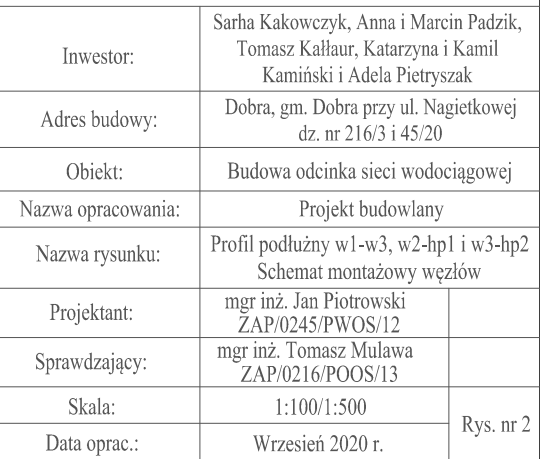 Inwestor:
Sarha Kakowczyk, Anna i Marcin Padzik,
Tomasz Kałłaur, Katarzyna i Kamil
Kamiński i Adela Pietryszak
Adres budowy:
Dobra, gm. Dobra przy ul. Nagietkowej
dz. nr 216/3 i 45/20
Obiekt:
Budowa odcinka sieci wodociągowej
Nazwa opracowania:
Projekt budowlany
Nazwa rysunku:
Profil podłużny w1-w3, w2-hp1 i w3-hp2
Schemat montażowy węzłów
Projektant:
mgr inż. Jan Piotrowski
ZAP/0245/PWOS/12
Sprawdzający:
mgr inż. Tomasz Mulawa
ZAP/0216/POOS/13
Skala:
1:100/1:500
Rys. nr 2
Data oprac.:
Wrzesień 2020 r.